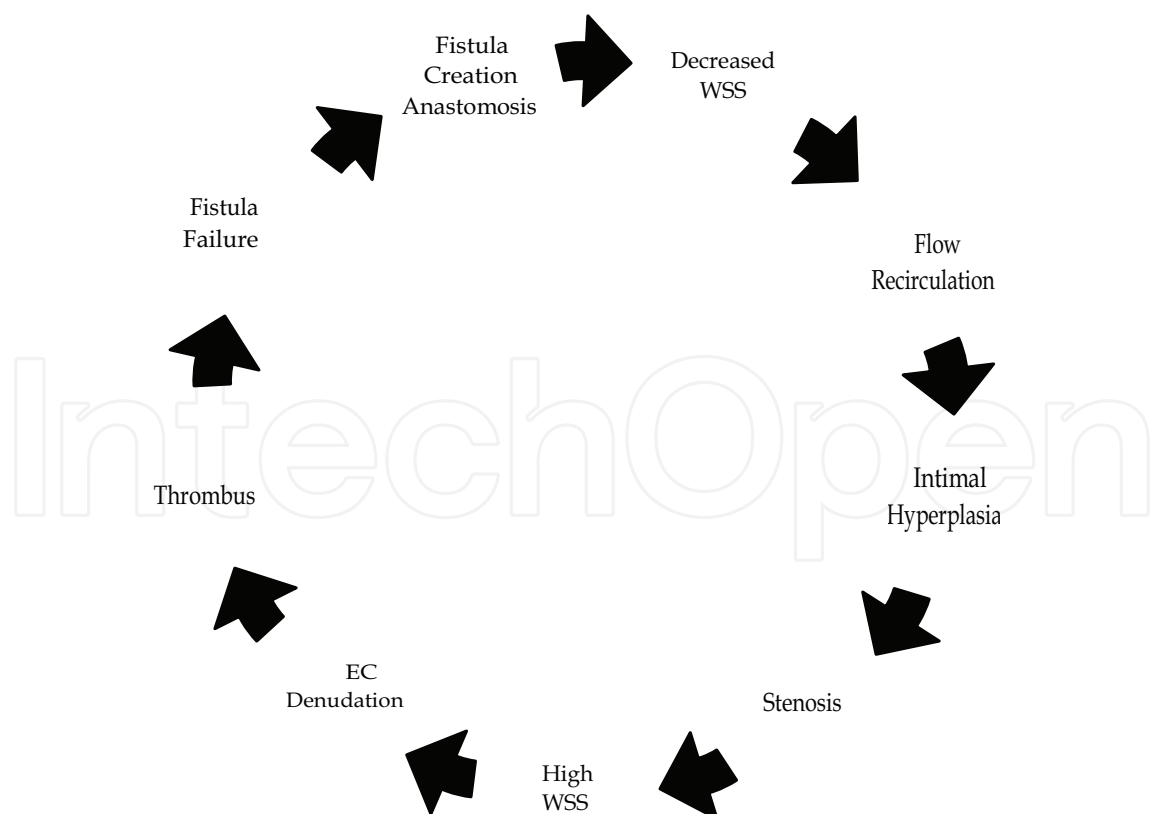 Fistula
Creation
Anastomosis
Decreased
WSS
Flow
Recirculation
Intimal
Hyperplasia
Stenosis
High
WSS
EC
Denudation
Thrombus
Fistula
Failure
IntechOpen